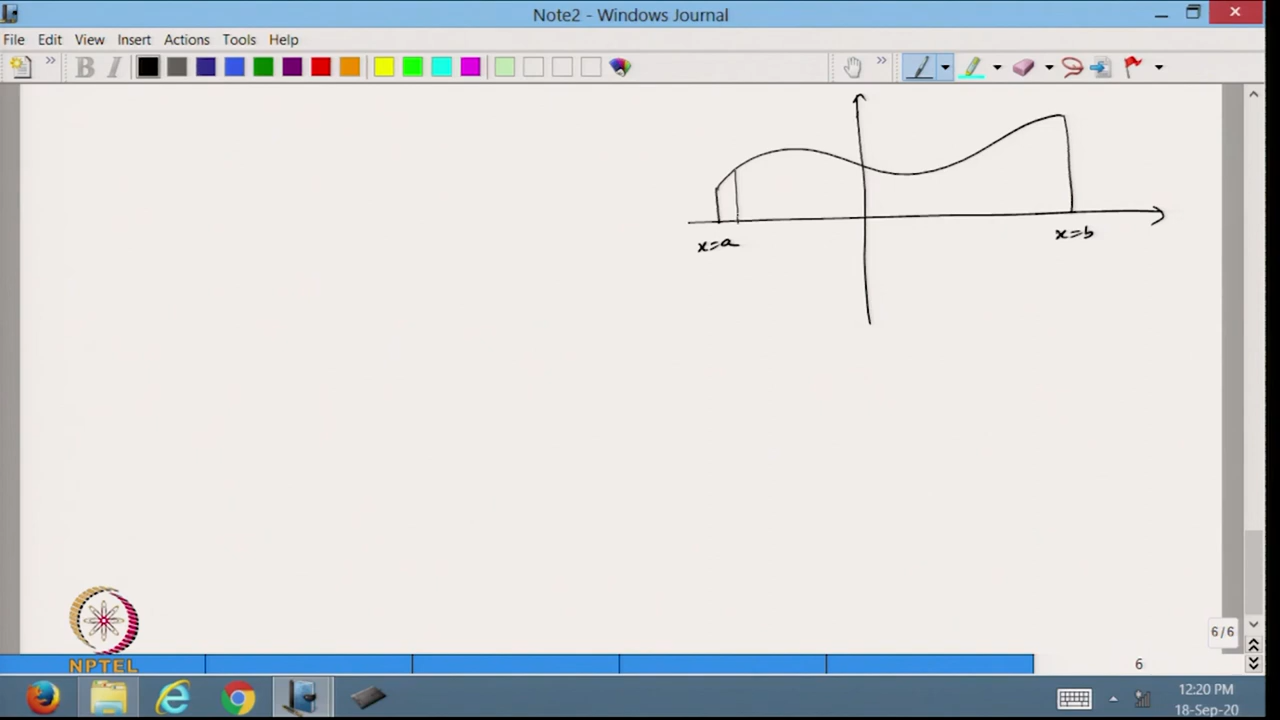 Note2 - Windows Journal
File Edit View Insert Actions Tools Help
B I
x=a
x=b
6/6
NPTEL
6
12:20 PM
18-Sep-20